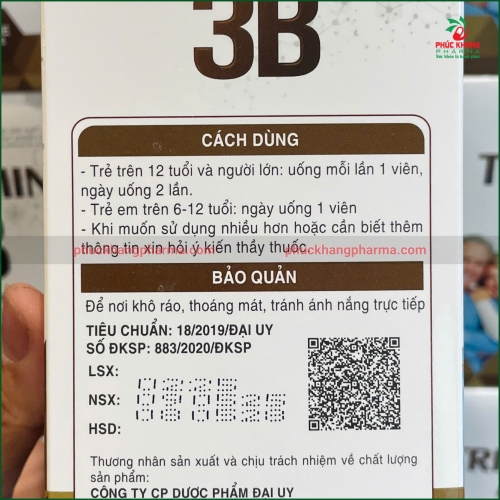 3B
PHÚC KHANG
PHARMA
CÁCH DÙNG
- Trẻ trên 12 tuổi và người lớn: uống mỗi lần 1 viên,
ngày uống 2 lần.
- Trẻ em trên 6-12 tuổi: ngày uống 1 viên
- Khi muốn sử dụng nhiều hơn hoặc cần biết thêm
thông tin xin hỏi ý kiến thầy thuốc.
phuckhangpharma.com
phuckhangpharma.com
BẢO QUẢN
Để nơi khô ráo, thoáng mát, tránh ánh nắng trực tiếp
TIÊU CHUẨN: 18/2019/ĐẠI UY
SỐ ĐKSP: 883/2020/ĐKSP
LSX:
NSX:
HSD:
Thương nhân sản xuất và chịu trách nhiệm về chất lượng
sản phẩm:
CÔNG TY CP DƯỢC PHẨM ĐẠI UY